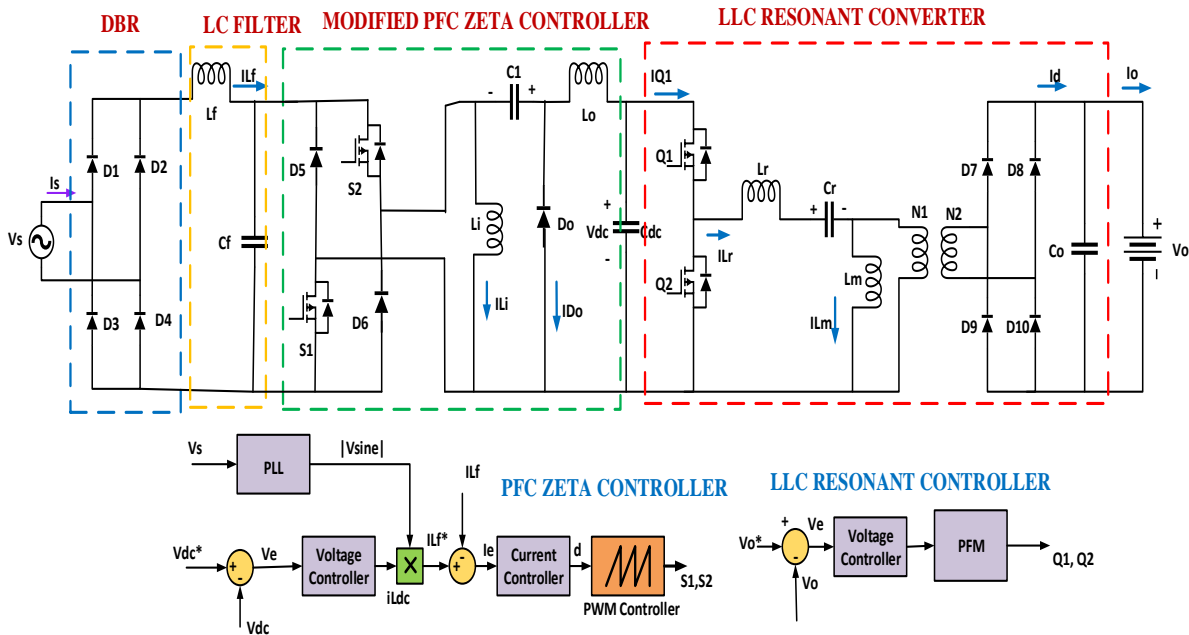 DBR
LC FILTER
MODIFIED PFC ZETA CONTROLLER
LLC RESONANT CONVERTER
ILf
Lf
C1
- +
Lo
IQ1
Id
Io
D1
D2
D5
S2
Q1
Lr
Cr
+ -
D7
D8
Is
Vs
Cf
Li
Do
+
Vdc
-
Cdc
ILr
N1
N2
Co
+
Vo
-
Lm
Q2
D3
D4
S1
D6
ILi
IDo
ILm
D9
D10
Vs
PLL
|Vsine|
ILf
PFC ZETA CONTROLLER
LLC RESONANT CONTROLLER
Vdc*
+
-
Ve
Voltage
Controller
X
iLdc
ILf*
+
-
Ie
Current
Controller
d
PWM Controller
S1,S2
Vdc
Vo*
+
-
Ve
Vo
Voltage
Controller
PFM
Q1, Q2